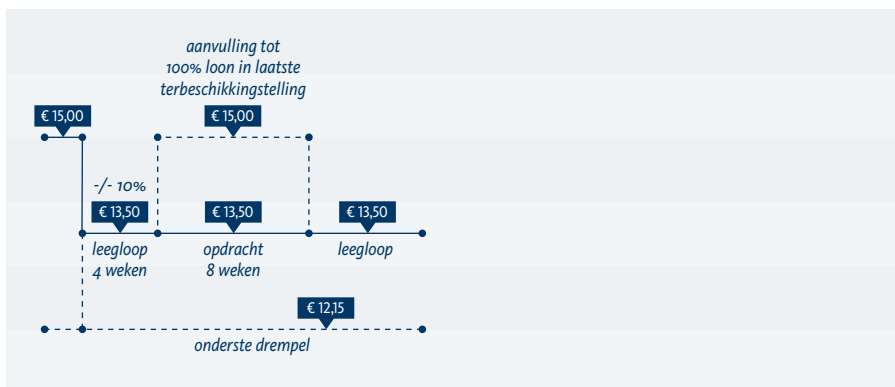 aanvulling tot
100% loon in laatste
terbeschikkingstelling
€ 15,00
€ 15,00
-/- 10%
€ 13,50
€ 13,50
€ 13,50
leegloop
4 weken
opdracht
8 weken
leegloop
€ 12,15
onderste drempel